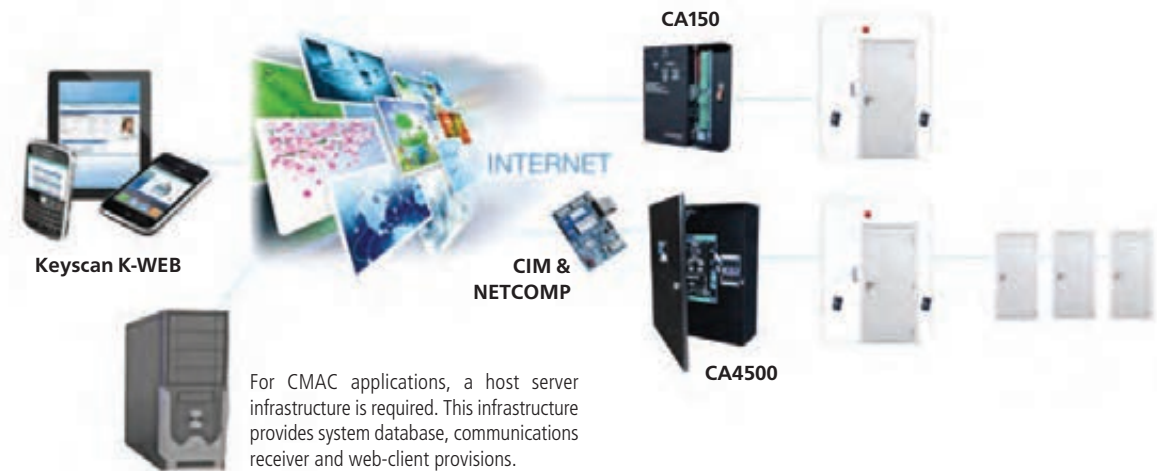 CA150
INTERNET
Keyscan K-WEB
CIM &
NETCOMP
CA4500
For CMAC applications, a host server
infrastructure is required. This infrastructure
provides system database, communications
receiver and web-client provisions.